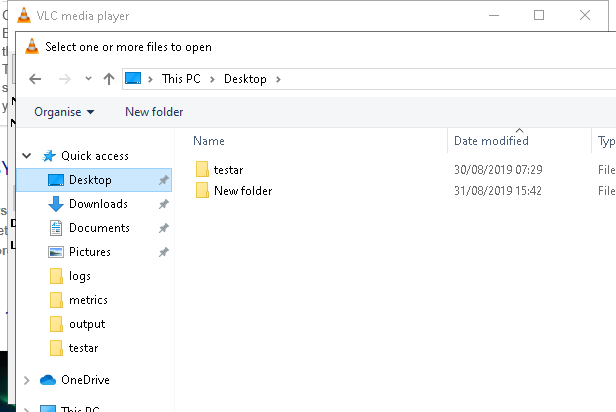 VLC media player
Select one or more files to open
This PC > Desktop >
Organise New folder
Name Date modified Typ
Quick access
Desktop
Downloads
Documents
Pictures
logs
metrics
output
testar
OneDrive
This PC
testar 30/08/2019 07:29 File
New folder 31/08/2019 15:42 File